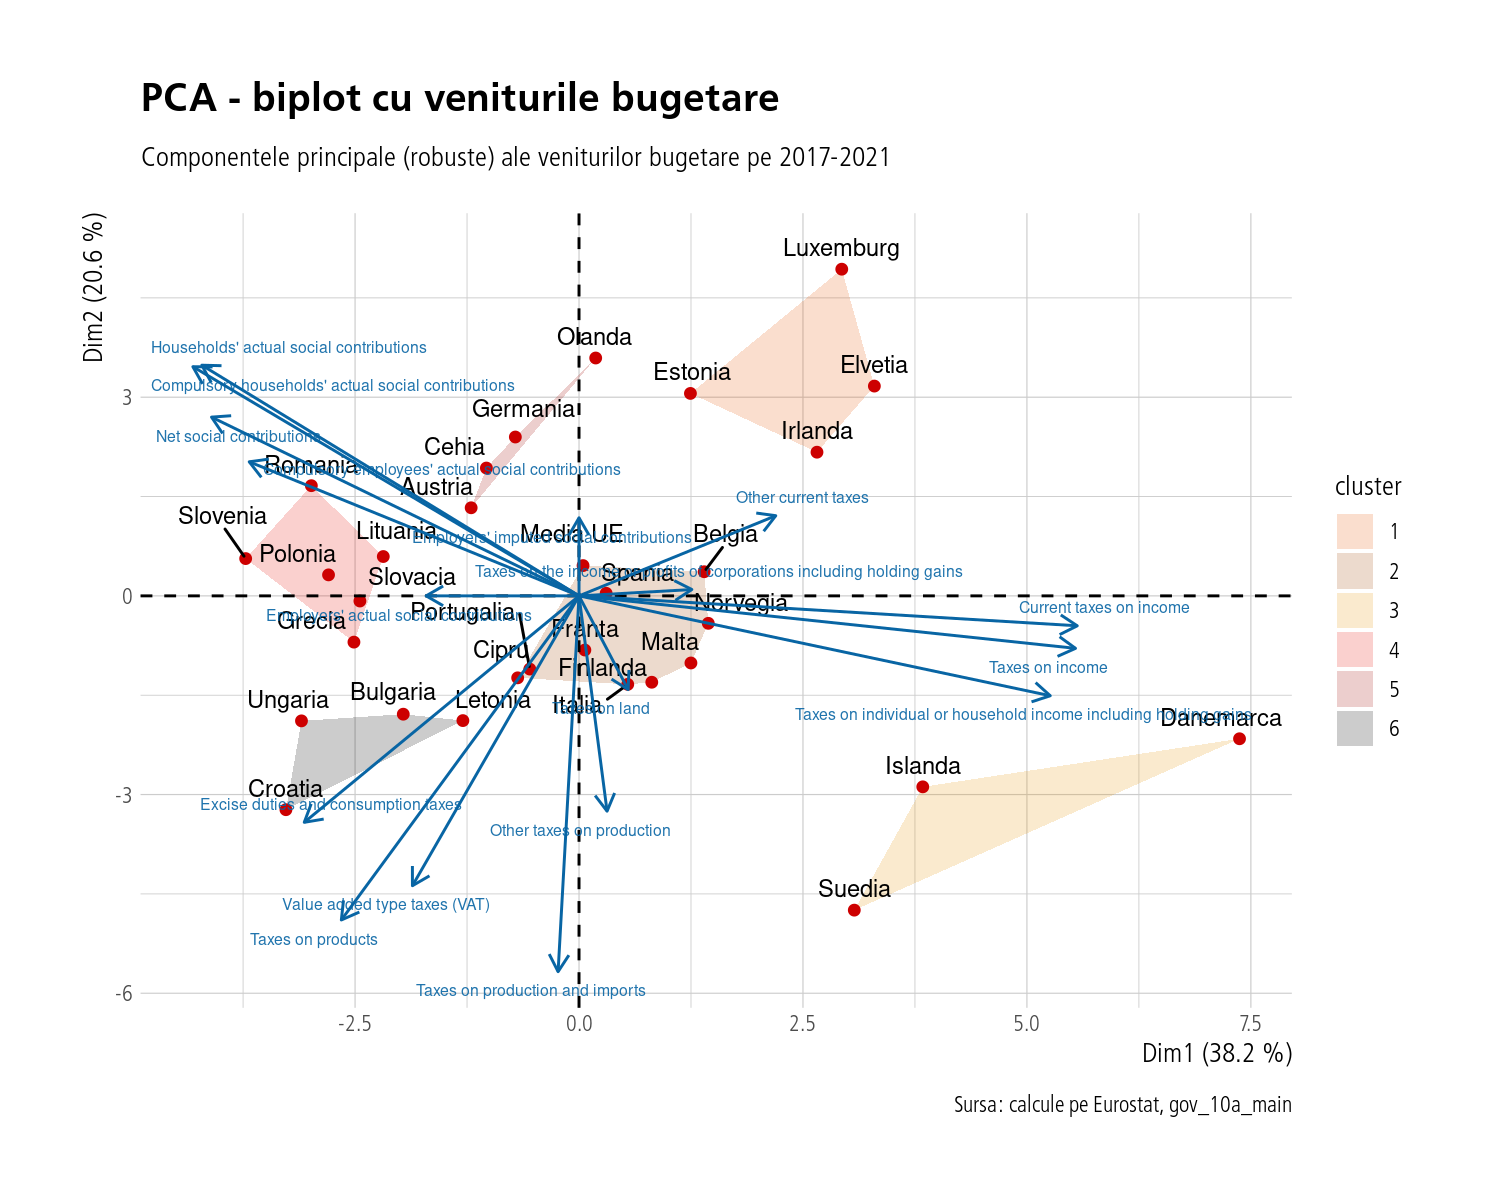 PCA - biplot cu veniturile bugetare
Componentele principale (robuste) ale veniturilor bugetare pe 2017-2021
Dim2 (20.6 %)
Luxemburg
Olanda
Households' actual social contributions
Estonia
Elvetia
Compulsory households' actual social contributions
3
Germania
Irlanda
Net social contributions
Cehia
Romania
Compulsory employees' actual social contributions
Austria
Other current taxes
Slovenia
Lituania
Media UE
Belgia
Employers' imputed social contributions
Polonia
Slovacia
Spania
Taxes on the income or profits of corporations including holding gains
0
Norvegia
Current taxes on income
Portugalia
Employers' actual social contributions
Grecia
Franta
Malta
Cipru
Finlanda
Taxes on income
Ungaria
Bulgaria
Letonia
Italia
Taxes on land
Taxes on individual or household income including holding gains
Danemarca
Islanda
Croatia
-3
Excise duties and consumption taxes
Other taxes on production
Suedia
Value added type taxes (VAT)
Taxes on products
Taxes on production and imports
-6
-2.5
0.0
2.5
5.0
7.5
Dim1 (38.2 %)
cluster
1
2
3
4
5
6
Sursa: calcule pe Eurostat, gov_10a_main